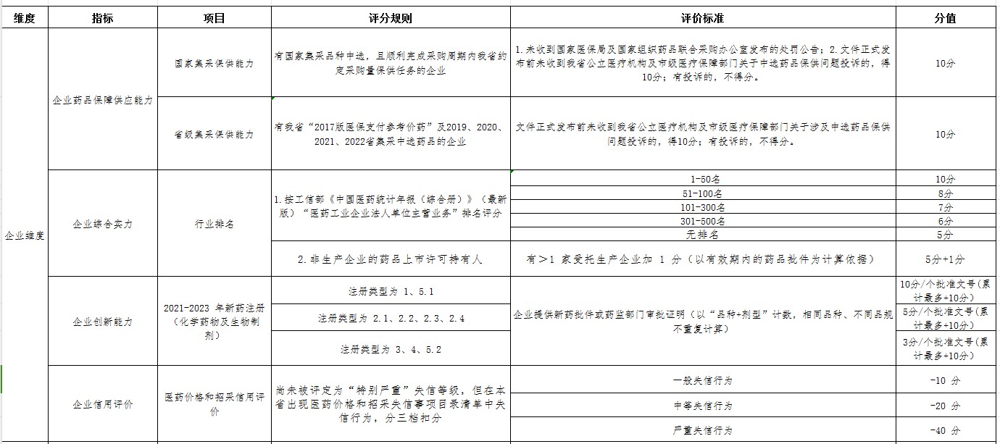 维度 指标 项目 评分规则 评价标准 分值
企业维度
企业药品保障供应能力
国家集采保供能力
有国家集采品种中选，且顺利完成采购周期内我省约
定采购量保供任务的企业
1.未收到国家医保局及国家组织药品联合采购办公室发布的处罚公告；2.文件正式发
布前未收到我省公立医疗机构及市级医疗保障部门关于中选药品保供问题投诉的，得
10分；有投诉的，不得分。
10分
省级集采保供能力
有我省“2017版医保支付参考价药”及2019、2020、
2021、2022省集采中选药品的企业
文件正式发布前未收到我省公立医疗机构及市级医疗保障部门关于涉及中选药品保供
问题投诉的，得10分；有投诉的，不得分。
10分
企业综合实力
行业排名
1.按工信部《中国医药统计年报（综合册）》（最新
版）“医药工业企业法人单位主营业务”排名评分
1-50名 10分
51-100名 8分
101-300名 7分
301-500名 6分
无排名 5分
2.非生产企业的药品上市许可持有人
有＞1 家受托生产企业加 1 分（以有效期内的药品批件为计算依据）
5分+1分
企业创新能力
2021-2023 年新药注册
（化学药物及生物制
剂）
注册类型为 1、5.1
注册类型为 2.1、2.2、2.3、2.4
注册类型为 3、4、5.2
企业提供新药批件或药监部门审批证明（以“品种+剂型”计数，相同品种、不同品规
不重复计算）
10分/个批准文号(累
计最多+10分）
5分/个批准文号(累
计最多+10分）
3分/个批准文号(累
计最多+10分）
企业信用评价
医药价格和招采信用评
价
尚未被评定为“特别严重”失信等级，但在本
省出现医药价格和招采失信事项目录清单中失
信行为，分三档扣分
一般失信行为 -10 分
中等失信行为 -20 分
严重失信行为 -40 分